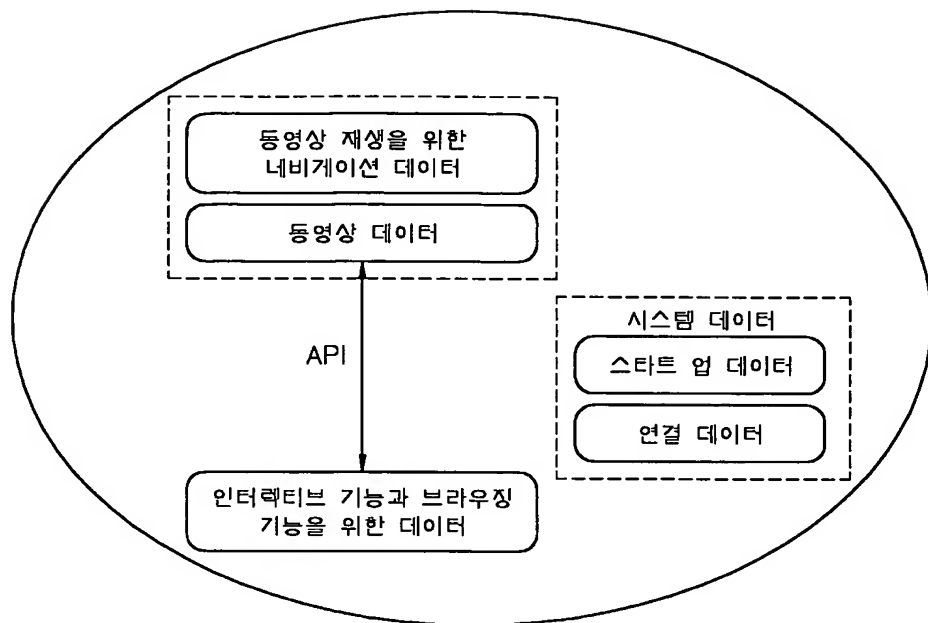 동영상 재생을 위한
네비게이션 데이터
동영상 데이터
시스템 데이터
스타트 업 데이터
연결 데이터
API
인터렉티브 기능과 브라우징
기능을 위한 데이터